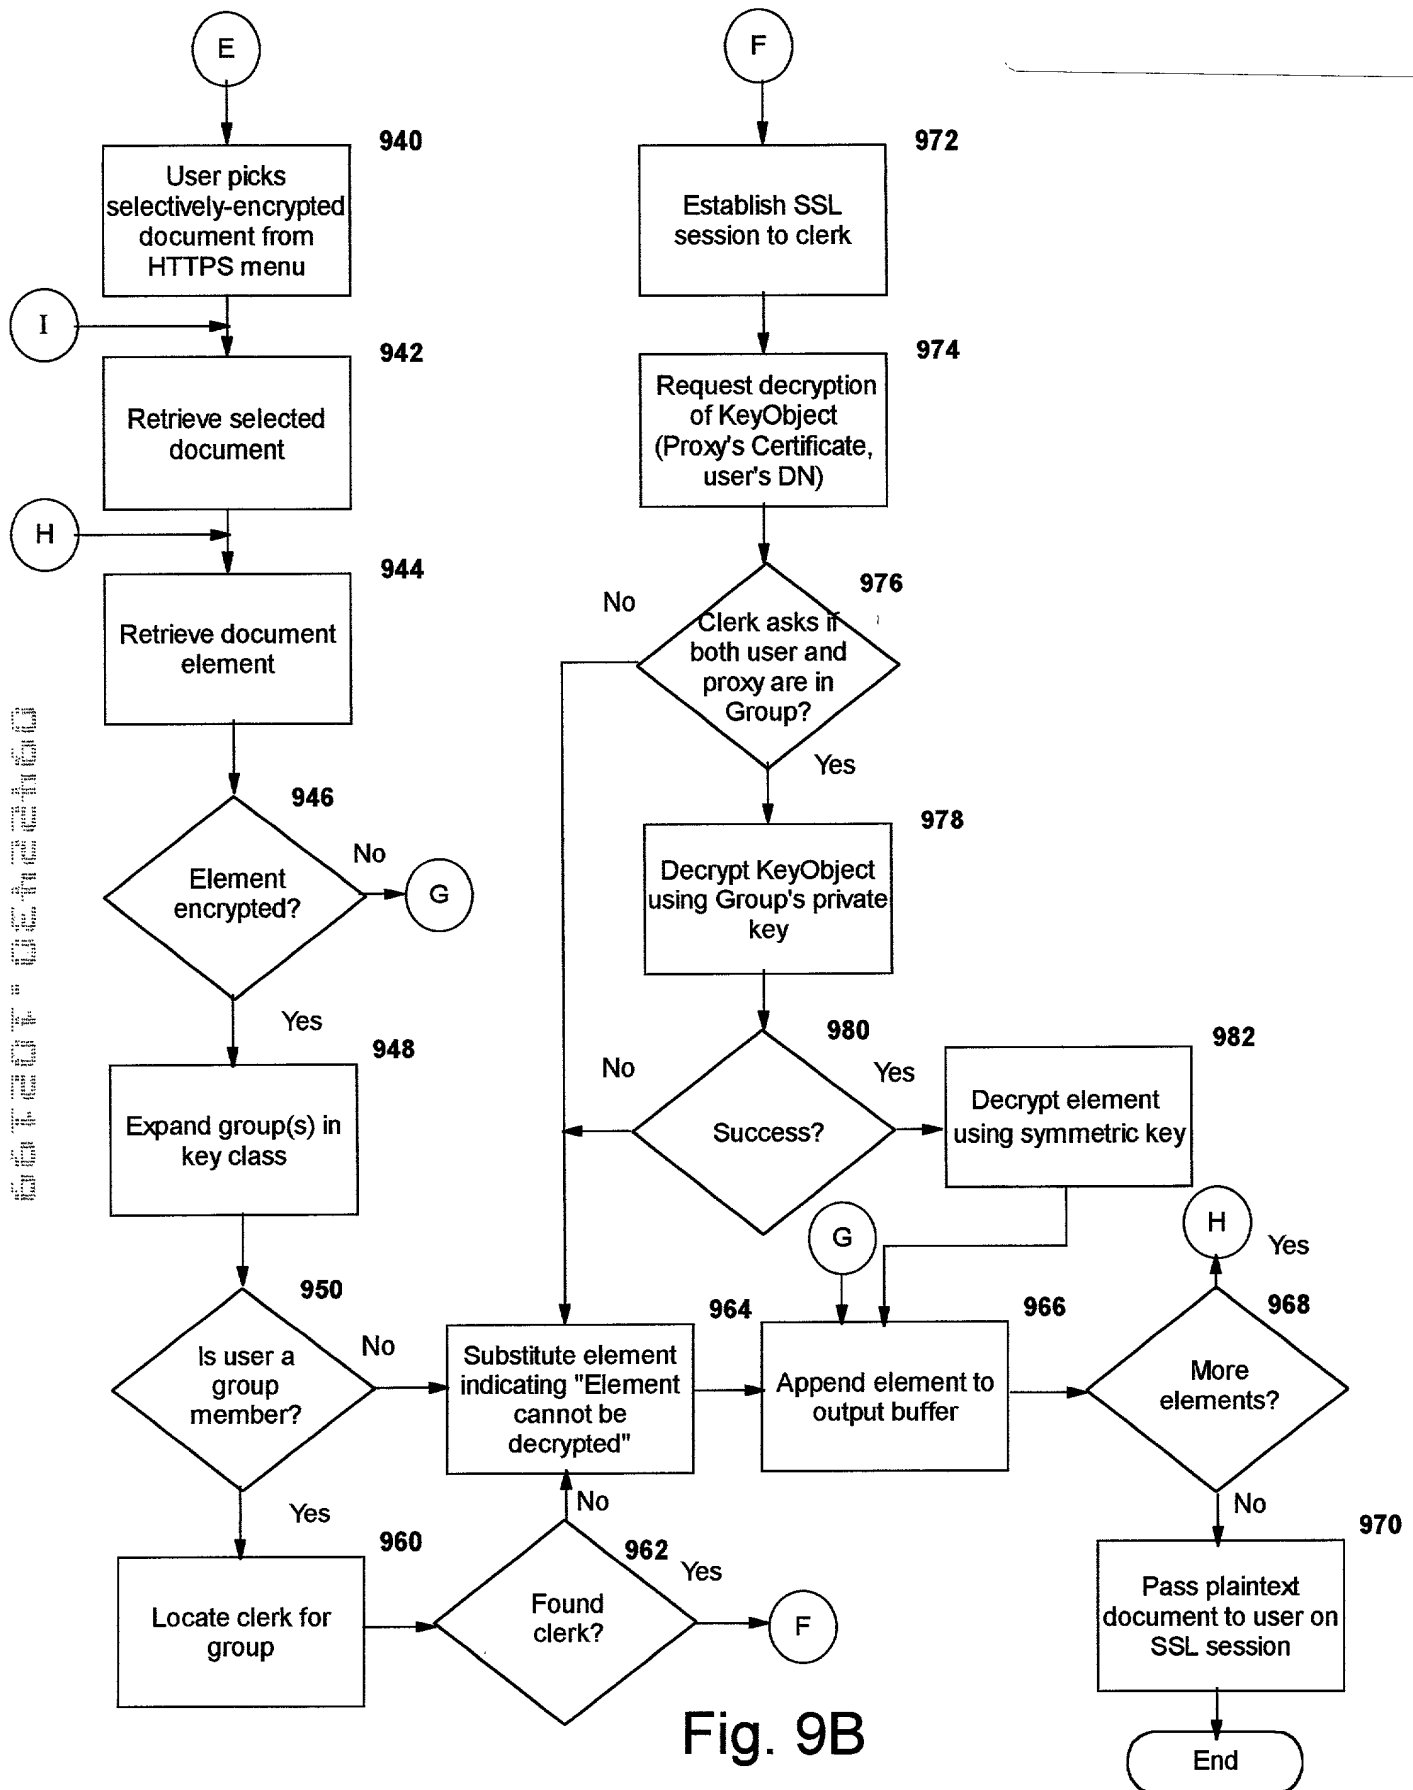 E
940
User picks
selectively-encrypted
document from
HTTPS menu
I
942
Retrieve selected
document
H
944
Retrieve document
element
946
Element
encrypted?
No
G
Yes
948
Expand group(s) in
key class
950
Is user a
group
member?
No
Yes
960
Locate clerk for
group
962
Found
clerk?
No
Yes
F
F
972
Establish SSL
session to clerk
974
Request decryption
of KeyObject
(Proxy's Certificate,
user's DN)
976
Clerk asks if
both user and
proxy are in
Group?
No
Yes
978
Decrypt KeyObject
using Group's private
key
980
Success?
No
Yes
982
Decrypt element
using symmetric key
964
Substitute element
indicating "Element
cannot be
decrypted"
G
966
Append element to
output buffer
H
Yes
968
More
elements?
No
970
Pass plaintext
document to user on
SSL session
End
Fig. 9B